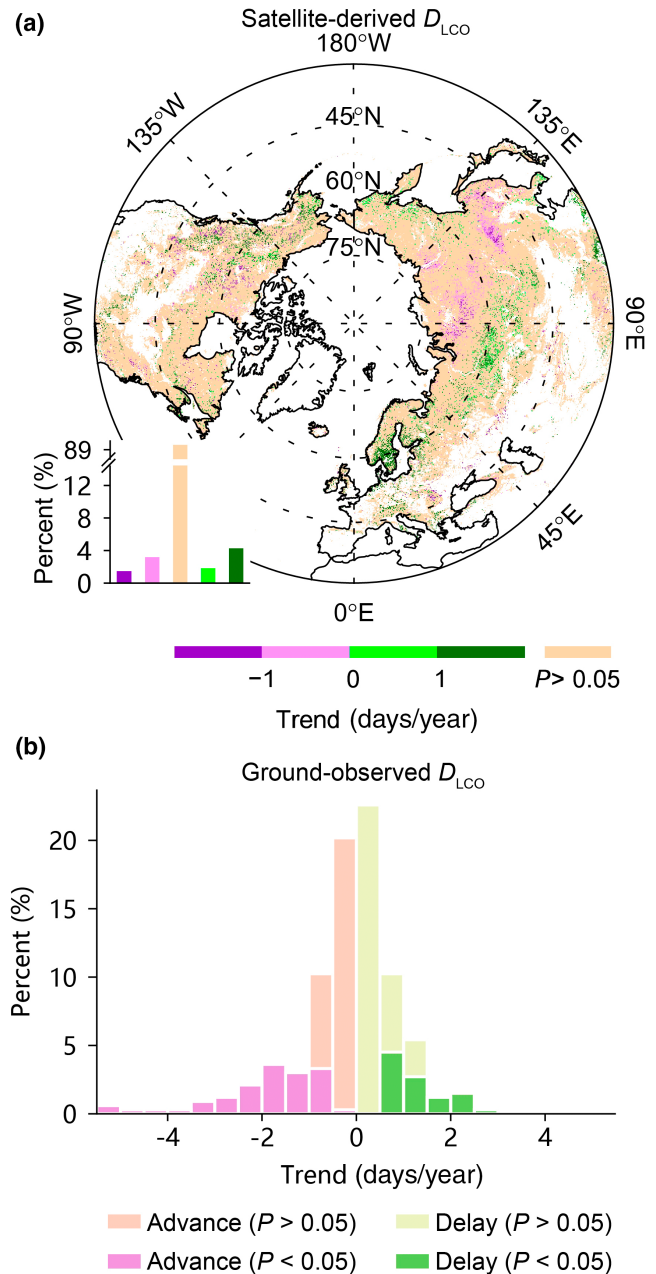 (a)
Satellite-derived D_LCO
180°W
135°W
45°N
135°E
60°N
75°N
90°W
90°E
89
12
8
4
0
Percent (%)
45°E
0°E
−1
0
1
P> 0.05
Trend (days/year)
(b)
Ground-observed D_LCO
20
15
10
5
0
Percent (%)
-4
-2
0
2
4
Trend (days/year)
Advance (P > 0.05)
Delay (P > 0.05)
Advance (P < 0.05)
Delay (P < 0.05)